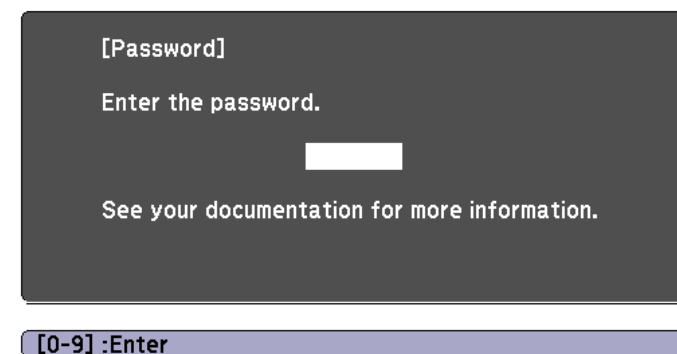 [Password]
Enter the password.
See your documentation for more information.
[0-9] :Enter